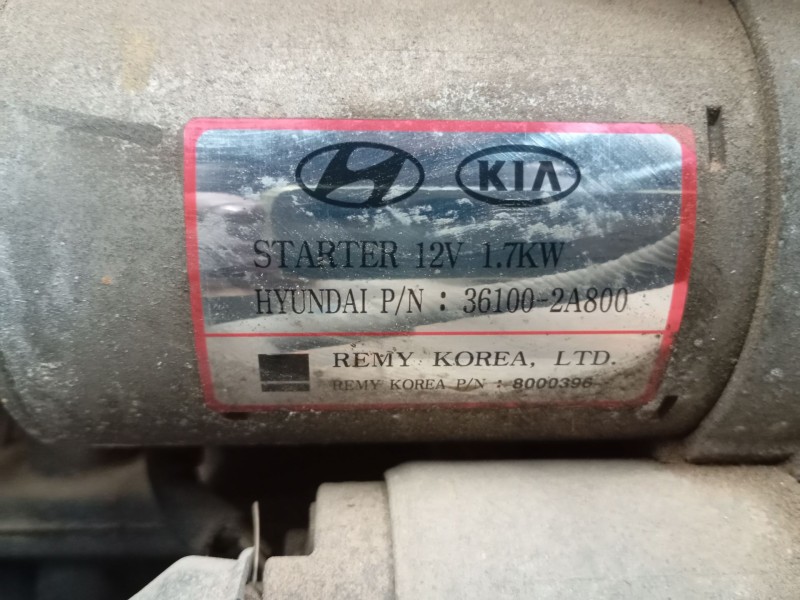 KIA
STARTER 12V 1.7KW
HYUNDAI P/N : 36100-2A800
REMY KOREA, LTD.
REMY KOREA P/N : 8000396